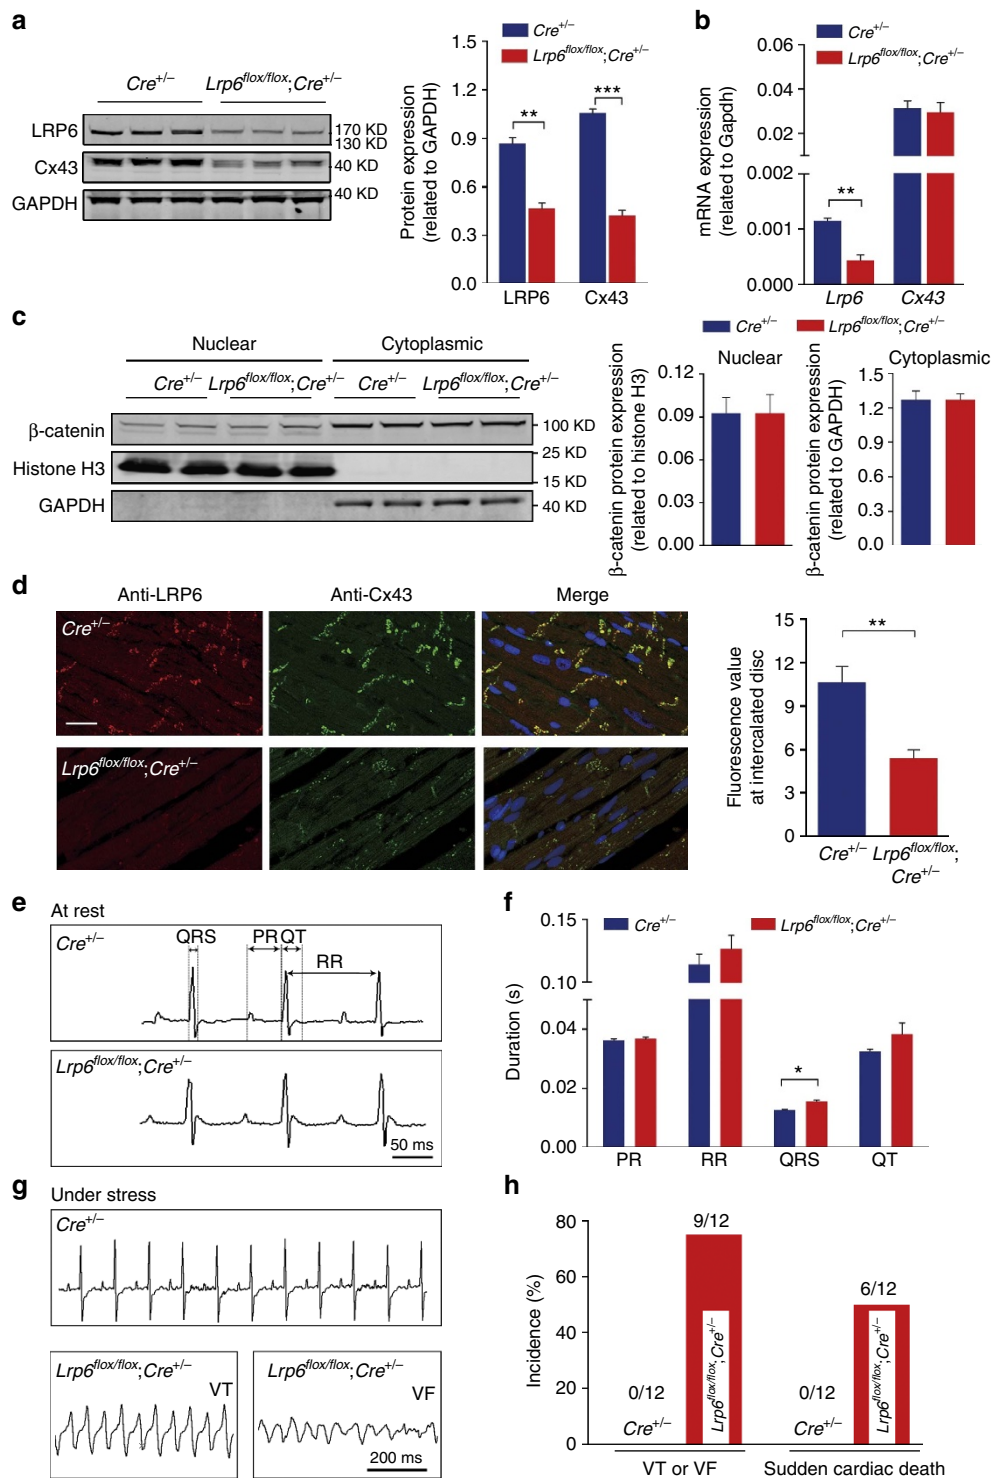 a
Cre+/– Lrp6flox/flox;Cre+/–
LRP6
170 KD
130 KD
Cx43
40 KD
GAPDH
40 KD
Cre+/–
Lrp6flox/flox;Cre+/–
Protein expression
(related to GAPDH)
1.5
1.2
0.9
0.6
0.3
0.0
**
***
LRP6 Cx43
b
Cre+/–
Lrp6flox/flox;Cre+/–
mRNA expression
(related to Gapdh)
0.06
0.04
0.02
0.002
0.001
0.000
**
Lrp6 Cx43
c
Nuclear Cytoplasmic
Cre+/– Lrp6flox/flox;Cre+/– Cre+/– Lrp6flox/flox;Cre+/–
β-catenin
100 KD
25 KD
Histone H3
15 KD
GAPDH
40 KD
Cre+/– Lrp6flox/flox;Cre+/–
Nuclear
β-catenin protein expression
(related to histone H3)
0.12
0.09
0.06
0.03
0.00
Cytoplasmic
β-catenin protein expression
(related to GAPDH)
1.5
1.2
0.9
0.6
0.3
0.0
d
Anti-LRP6 Anti-Cx43 Merge
Cre+/–
Lrp6flox/flox;Cre+/–
Fluorescence value
at intercalated disc
15
12
9
6
3
0
**
Cre+/– Lrp6flox/flox;
Cre+/–
e
At rest
Cre+/–
QRS PR QT
RR
Lrp6flox/flox;Cre+/–
50 ms
f
Cre+/– Lrp6flox/flox;Cre+/–
Duration (s)
0.15
0.10
0.04
0.02
0.00
*
PR RR QRS QT
g
Under stress
Cre+/–
Lrp6flox/flox;Cre+/–
VT
Lrp6flox/flox;Cre+/–
VF
200 ms
h
Incidence (%)
80
60
40
20
0
9/12
6/12
0/12
0/12
Cre+/–
Lrp6flox/flox;Cre+/–
Cre+/–
Lrp6flox/flox;Cre+/–
VT or VF Sudden cardiac death